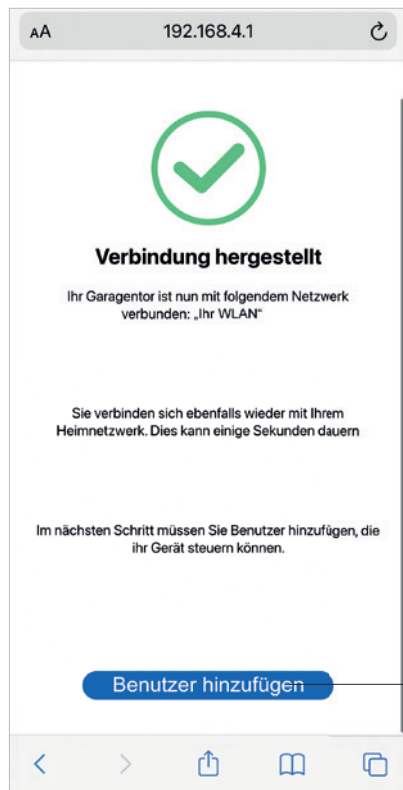 AA 192.168.4.1
Verbindung hergestellt
Ihr Garagentor ist nun mit folgendem Netzwerk
verbunden: „Ihr WLAN“
Sie verbinden sich ebenfalls wieder mit Ihrem
Heimnetzwerk. Dies kann einige Sekunden dauern
Im nächsten Schritt müssen Sie Benutzer hinzufügen, die
ihr Gerät steuern können.
Benutzer hinzufügen